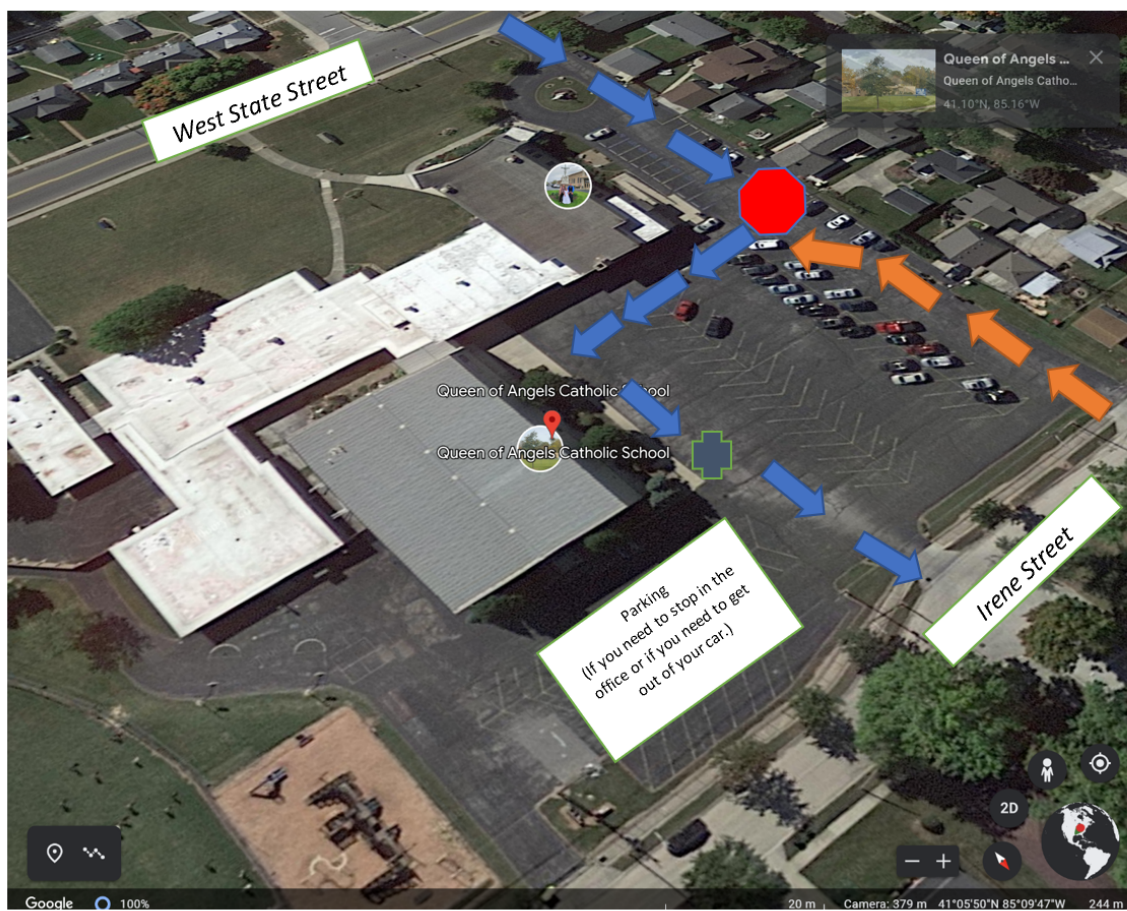 West State Street
Queen of Angels ...
Queen of Angels Catho...
41.10°N, 85.16°W
Queen of Angels Catholic School
Queen of Angels Catholic School
Irene Street
Parking
(If you need to stop in the
office or if you need to get
out of your car.)
2D
Google
100%
20 m
Camera: 379 m
41°05'50"N 85°09'47"W
244 m